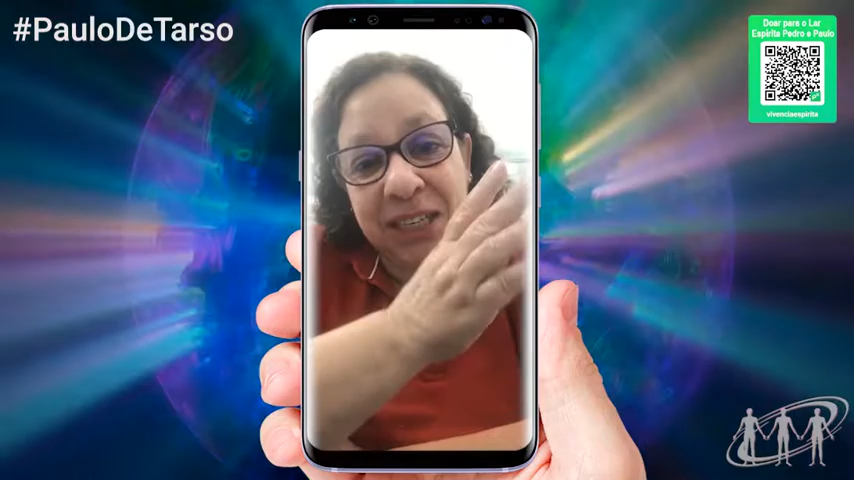 #PauloDeTarso
Doar para o Lar
Espírita Pedro e Paulo
vivenciaespirita